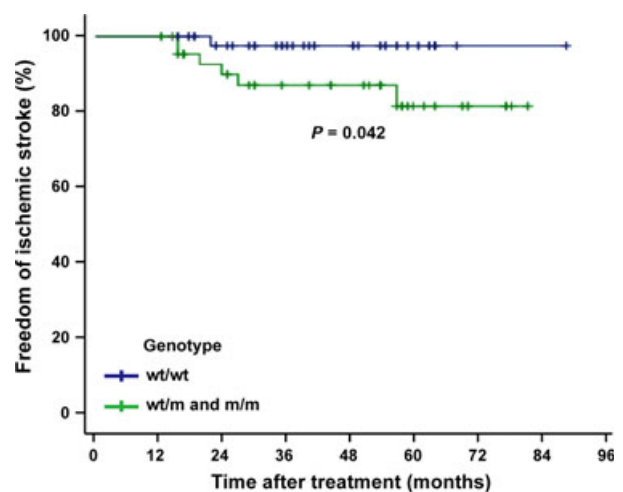 Freedom of ischemic stroke (%)
100
80
60
40
20
0
P = 0.042
Genotype
wt/wt
wt/m and m/m
0 12 24 36 48 60 72 84 96
Time after treatment (months)